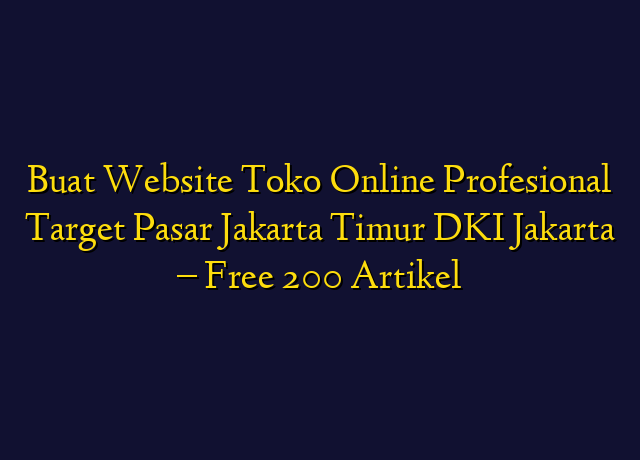 Buat Website Toko Online Profesional
Target Pasar Jakarta Timur DKI Jakarta
– Free 200 Artikel